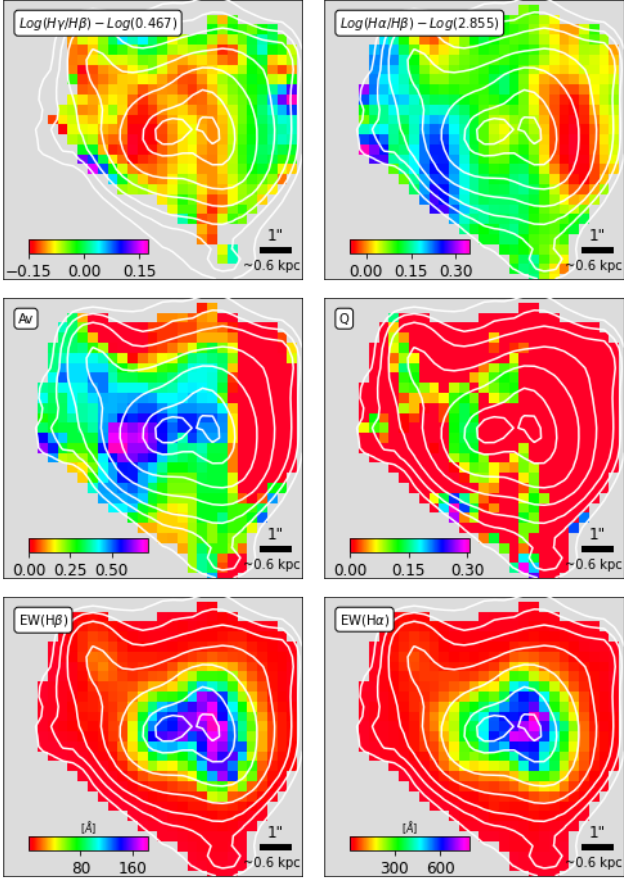 Log(Hγ/Hβ) − Log(0.467)
1"
~0.6 kpc
−0.15 0.00 0.15
Log(Hα/Hβ) − Log(2.855)
1"
~0.6 kpc
0.00 0.15 0.30
Av
1"
~0.6 kpc
0.00 0.25 0.50
Q
1"
~0.6 kpc
0.00 0.15 0.30
EW(Hβ)
[Å]
1"
~0.6 kpc
80 160
EW(Hα)
[Å]
1"
~0.6 kpc
300 600